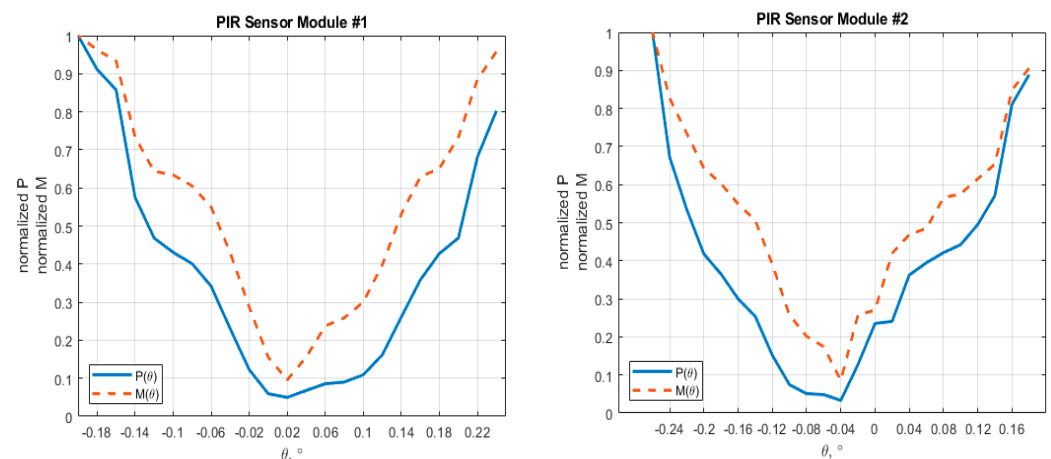 PIR Sensor Module #1
normalized P
normalized M
1
0.9
0.8
0.7
0.6
0.5
0.4
0.3
0.2
0.1
0
P(θ)
M(θ)
-0.18 -0.14 -0.1 -0.06 -0.02 0.02 0.06 0.1 0.14 0.18 0.22
θ, °
PIR Sensor Module #2
normalized P
normalized M
1
0.9
0.8
0.7
0.6
0.5
0.4
0.3
0.2
0.1
0
P(θ)
M(θ)
-0.24 -0.2 -0.16 -0.12 -0.08 -0.04 0 0.04 0.08 0.12 0.16
θ, °